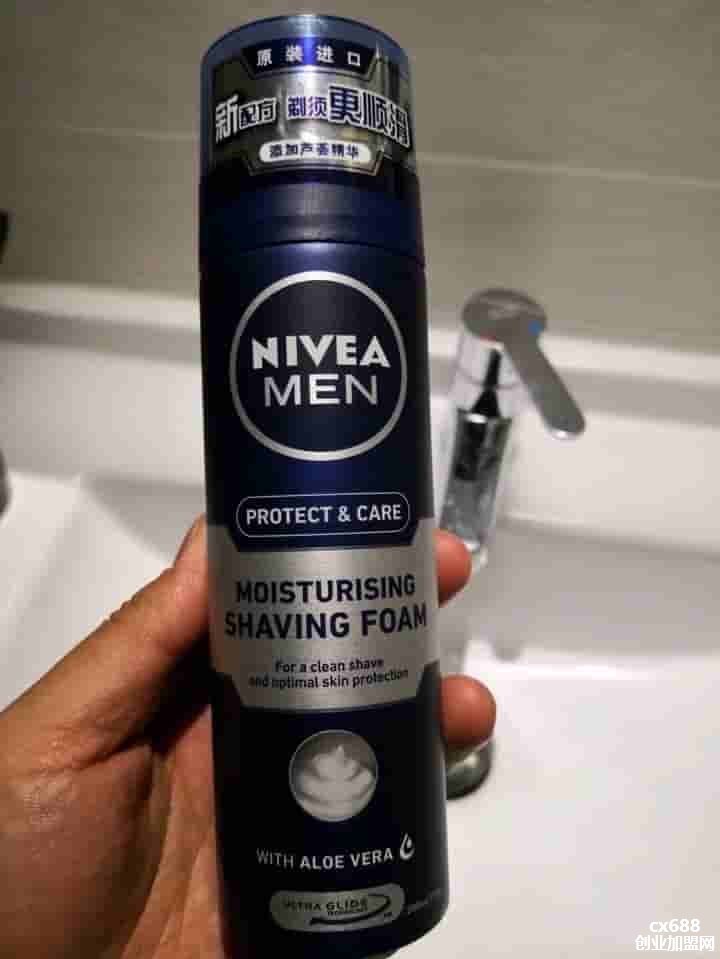 原装进口
新配方 剃须更顺滑
添加芦荟精华
NIVEA
MEN
PROTECT & CARE
MOISTURISING
SHAVING FOAM
For a clean shave
and optimal skin protection
WITH ALOE VERA
ULTRA GLIDE
TECHNOLOGY
cx688
创业加盟网